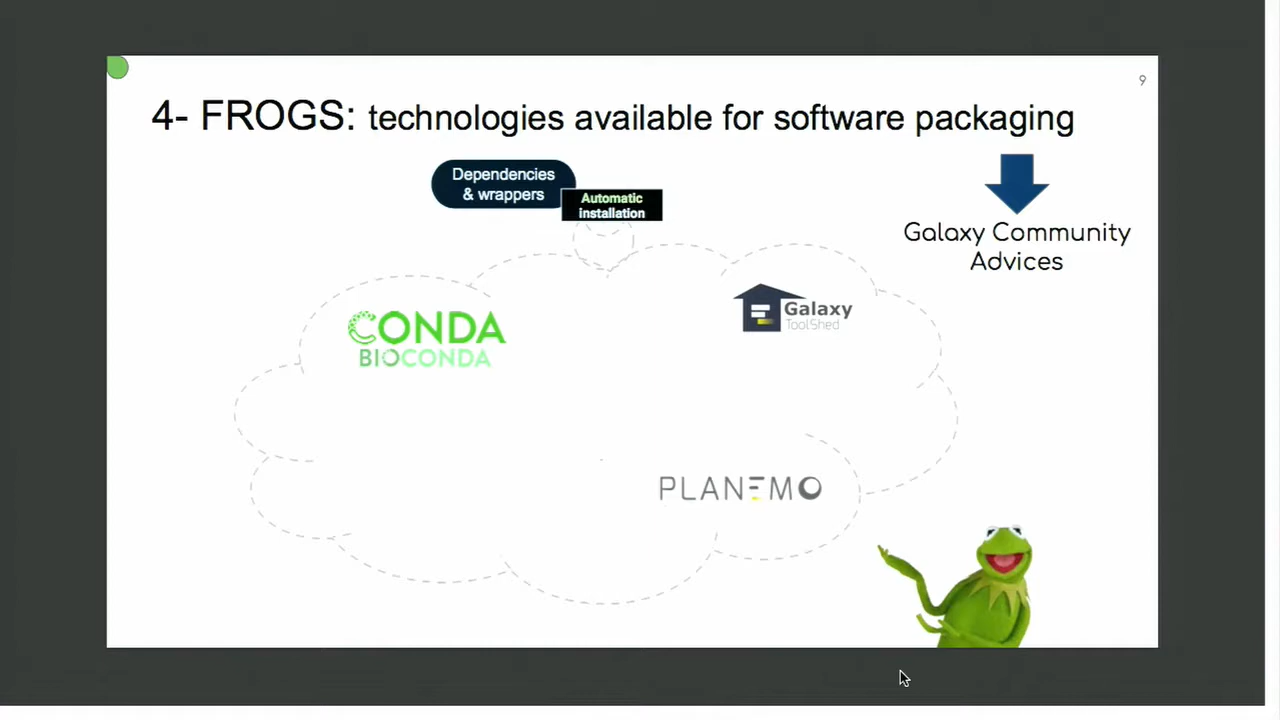 9
4- FROGS: technologies available for software packaging
Dependencies
& wrappers
Automatic
installation
Galaxy Community
Advices
CONDA
BIOCONDA
Galaxy
ToolShed
PLANEMO